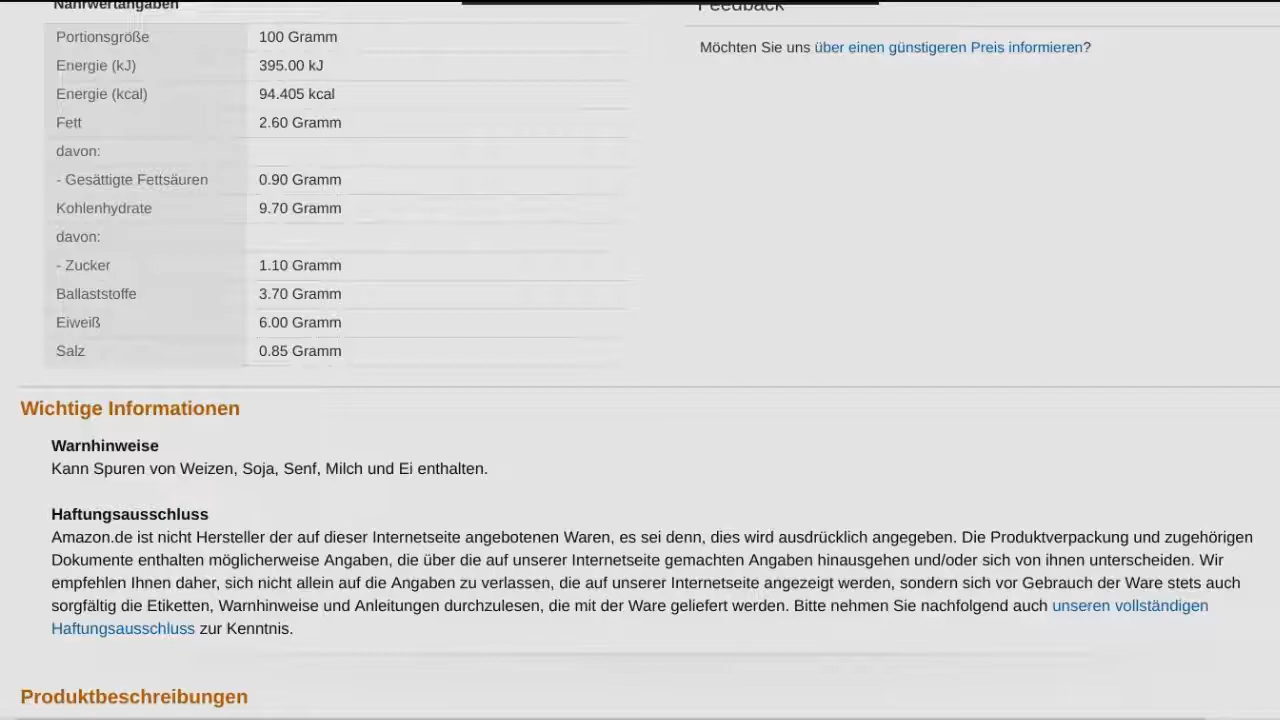 Nährwertangaben
Portionsgröße 100 Gramm
Energie (kJ) 395.00 kJ
Energie (kcal) 94.405 kcal
Fett 2.60 Gramm
davon:
- Gesättigte Fettsäuren 0.90 Gramm
Kohlenhydrate 9.70 Gramm
davon:
- Zucker 1.10 Gramm
Ballaststoffe 3.70 Gramm
Eiweiß 6.00 Gramm
Salz 0.85 Gramm
Feedback
Möchten Sie uns über einen günstigeren Preis informieren?
Wichtige Informationen
Warnhinweise
Kann Spuren von Weizen, Soja, Senf, Milch und Ei enthalten.
Haftungsausschluss
Amazon.de ist nicht Hersteller der auf dieser Internetseite angebotenen Waren, es sei denn, dies wird ausdrücklich angegeben. Die Produktverpackung und zugehörigen
Dokumente enthalten möglicherweise Angaben, die über die auf unserer Internetseite gemachten Angaben hinausgehen und/oder sich von ihnen unterscheiden. Wir
empfehlen Ihnen daher, sich nicht allein auf die Angaben zu verlassen, die auf unserer Internetseite angezeigt werden, sondern sich vor Gebrauch der Ware stets auch
sorgfältig die Etiketten, Warnhinweise und Anleitungen durchzulesen, die mit der Ware geliefert werden. Bitte nehmen Sie nachfolgend auch unseren vollständigen
Haftungsausschluss zur Kenntnis.
Produktbeschreibungen